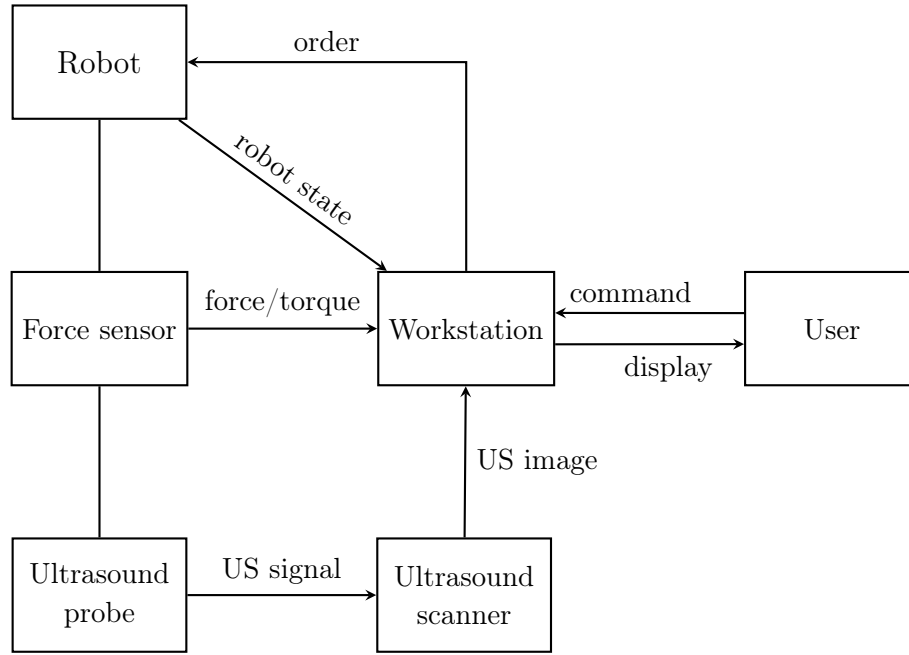 order
Robot
robot state
force/torque
command
Force sensor
Workstation
User
display
US image
Ultrasound
probe
US signal
Ultrasound
scanner